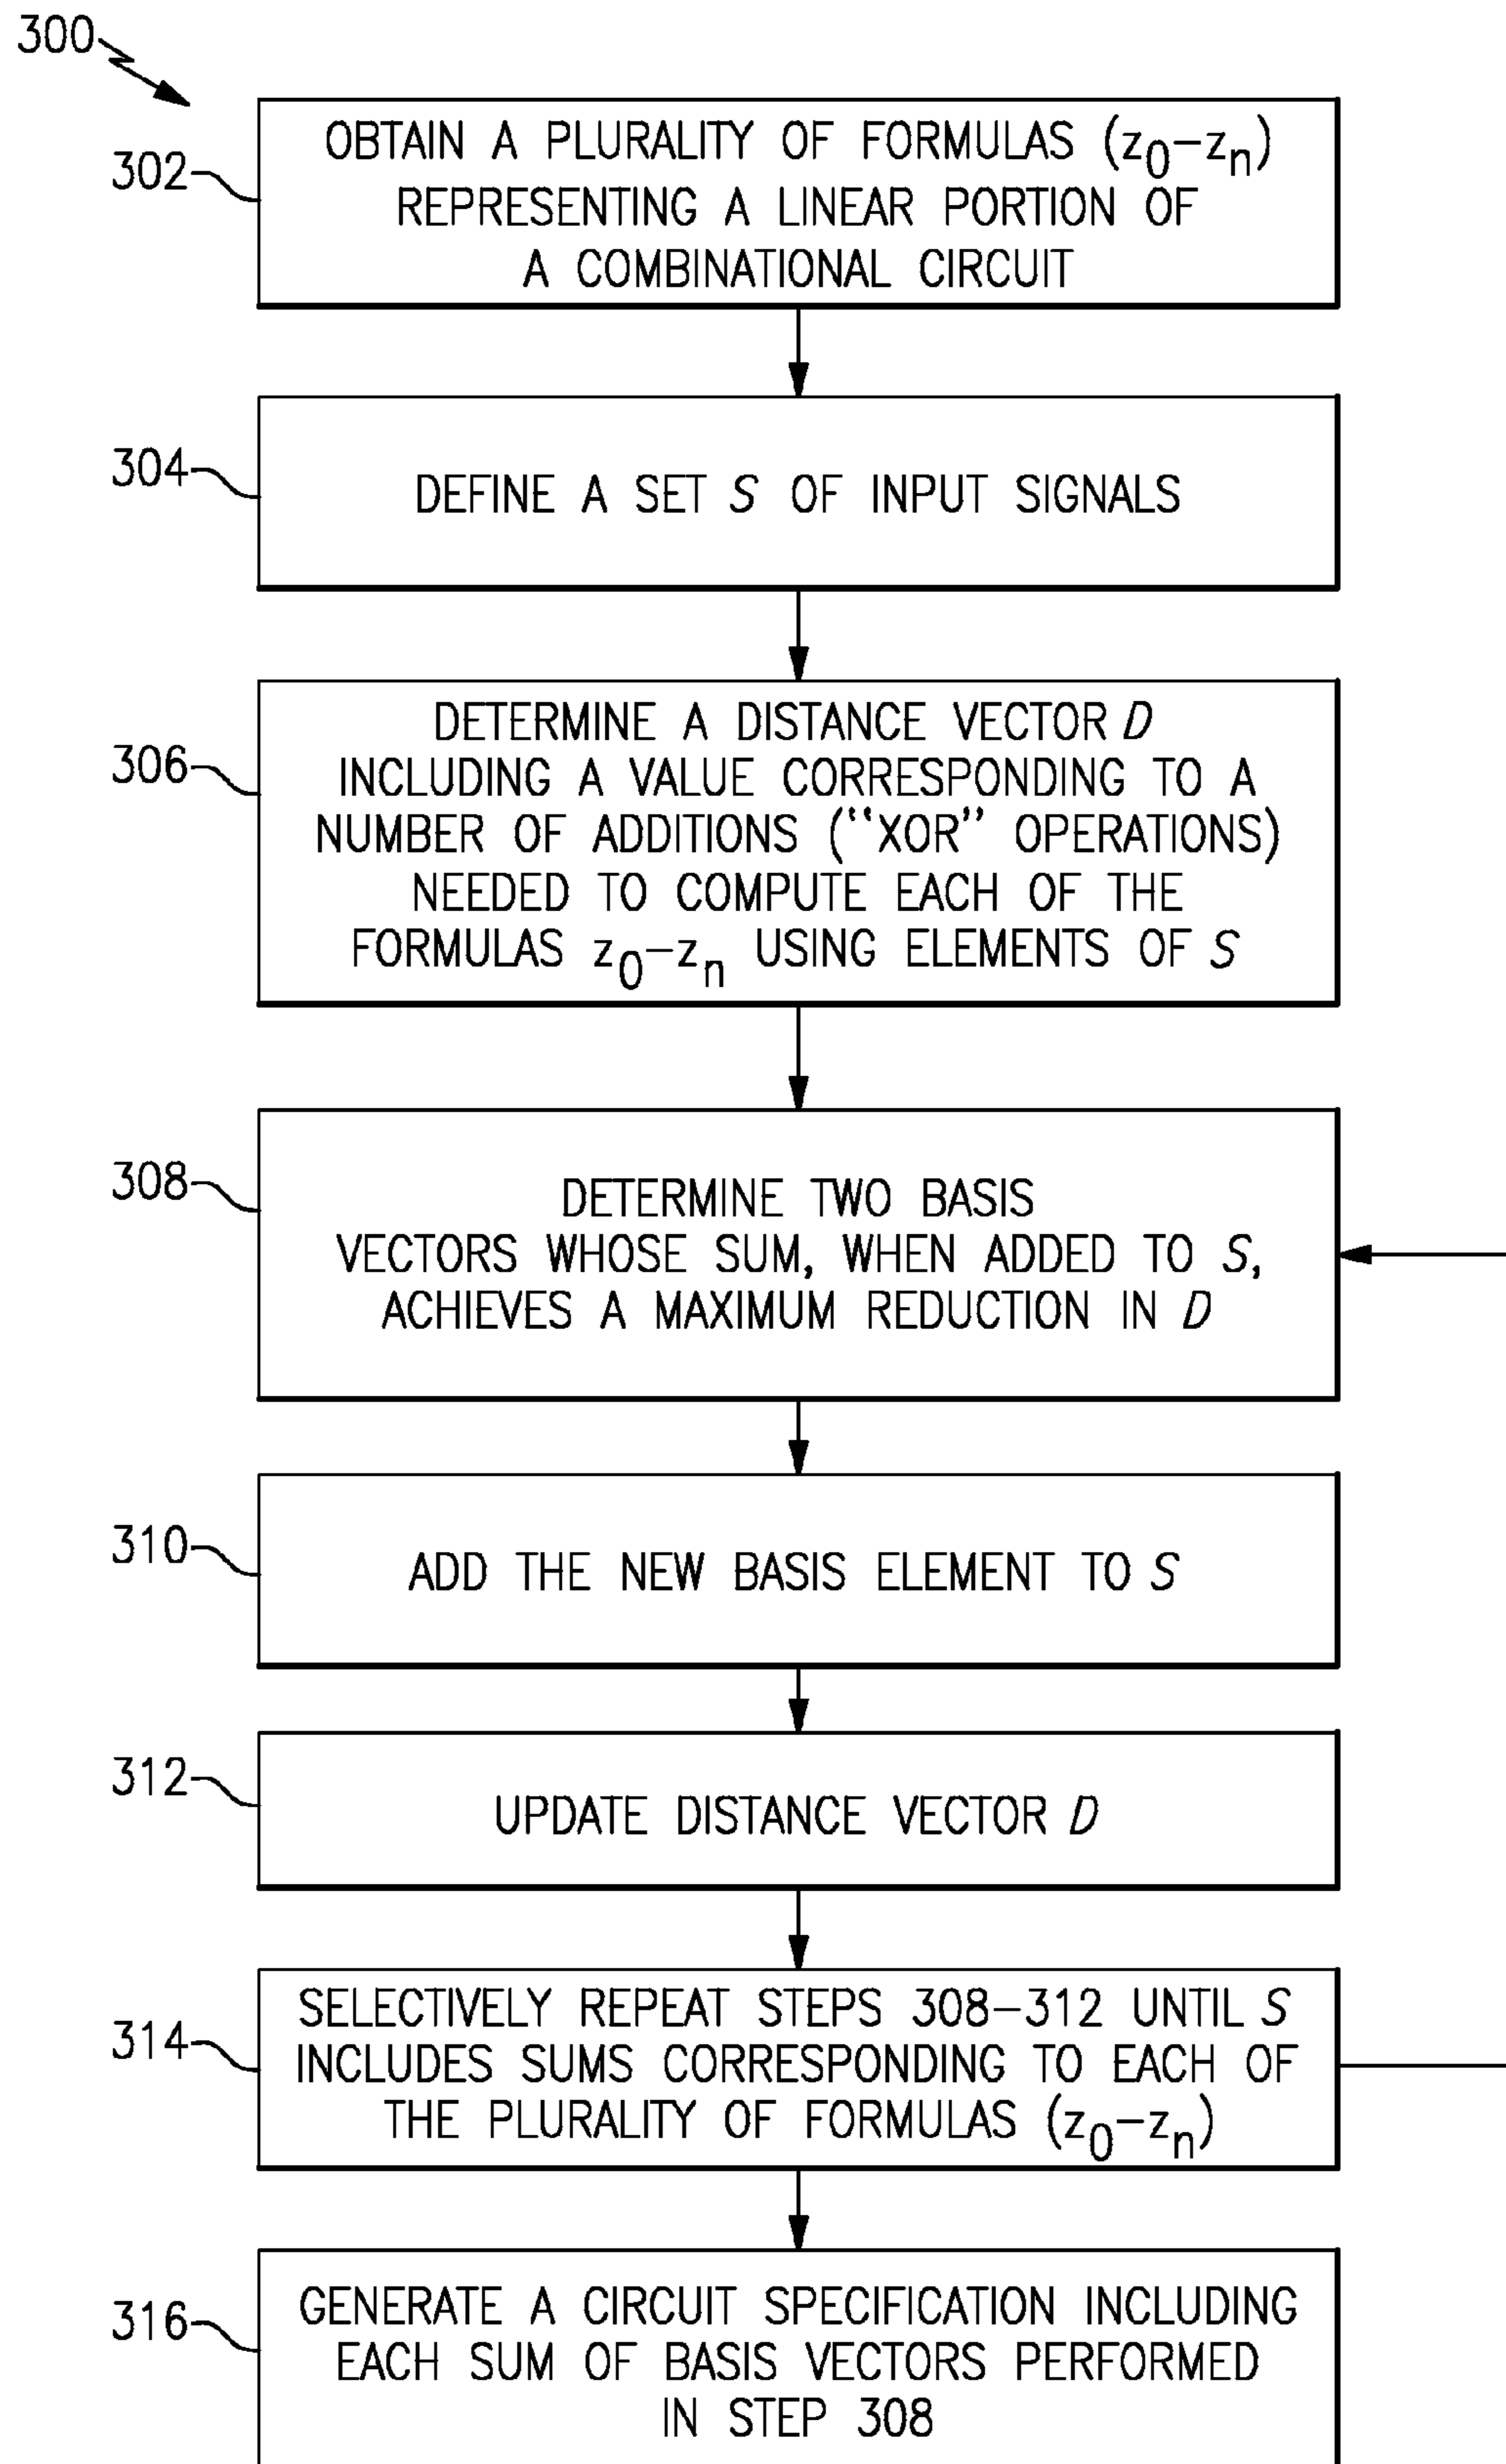 300
302
OBTAIN A PLURALITY OF FORMULAS (z0–zn)
REPRESENTING A LINEAR PORTION OF
A COMBINATIONAL CIRCUIT
304
DEFINE A SET S OF INPUT SIGNALS
306
DETERMINE A DISTANCE VECTOR D
INCLUDING A VALUE CORRESPONDING TO A
NUMBER OF ADDITIONS ("XOR" OPERATIONS)
NEEDED TO COMPUTE EACH OF THE
FORMULAS z0–zn USING ELEMENTS OF S
308
DETERMINE TWO BASIS
VECTORS WHOSE SUM, WHEN ADDED TO S,
ACHIEVES A MAXIMUM REDUCTION IN D
310
ADD THE NEW BASIS ELEMENT TO S
312
UPDATE DISTANCE VECTOR D
314
SELECTIVELY REPEAT STEPS 308–312 UNTIL S
INCLUDES SUMS CORRESPONDING TO EACH OF
THE PLURALITY OF FORMULAS (z0–zn)
316
GENERATE A CIRCUIT SPECIFICATION INCLUDING
EACH SUM OF BASIS VECTORS PERFORMED
IN STEP 308